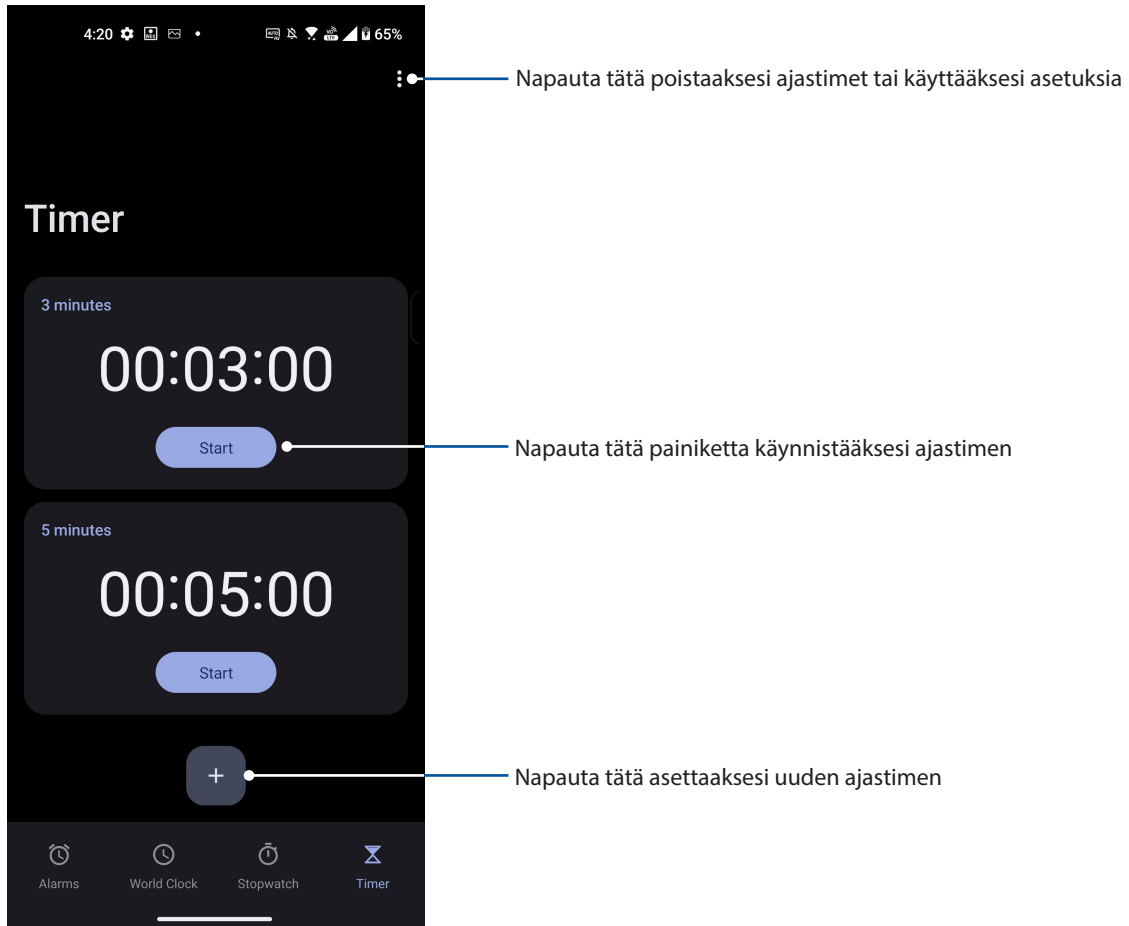 4:20
65%
Napauta tätä poistaaksesi ajastimet tai käyttääksesi asetuksia
Timer
3 minutes
00:03:00
Start
Napauta tätä painiketta käynnistääksesi ajastimen
5 minutes
00:05:00
Start
+
Napauta tätä asettaaksesi uuden ajastimen
Alarms World Clock Stopwatch Timer